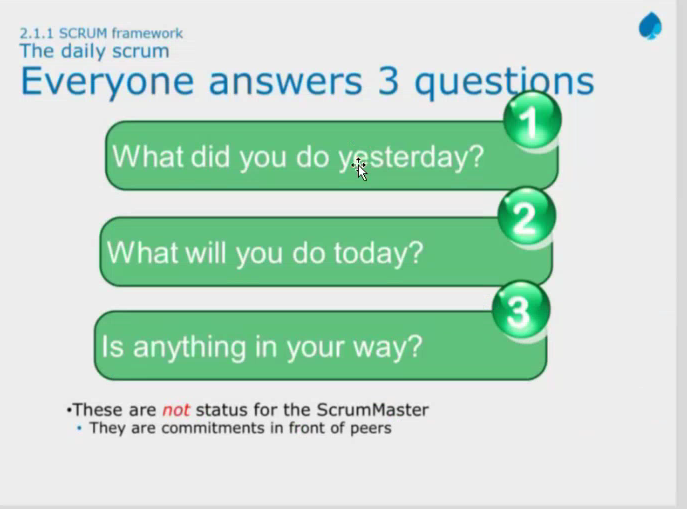 2.1.1 SCRUM framework
The daily scrum
Everyone answers 3 questions
1
What did you do yesterday?
2
What will you do today?
3
Is anything in your way?
•These are not status for the ScrumMaster
• They are commitments in front of peers